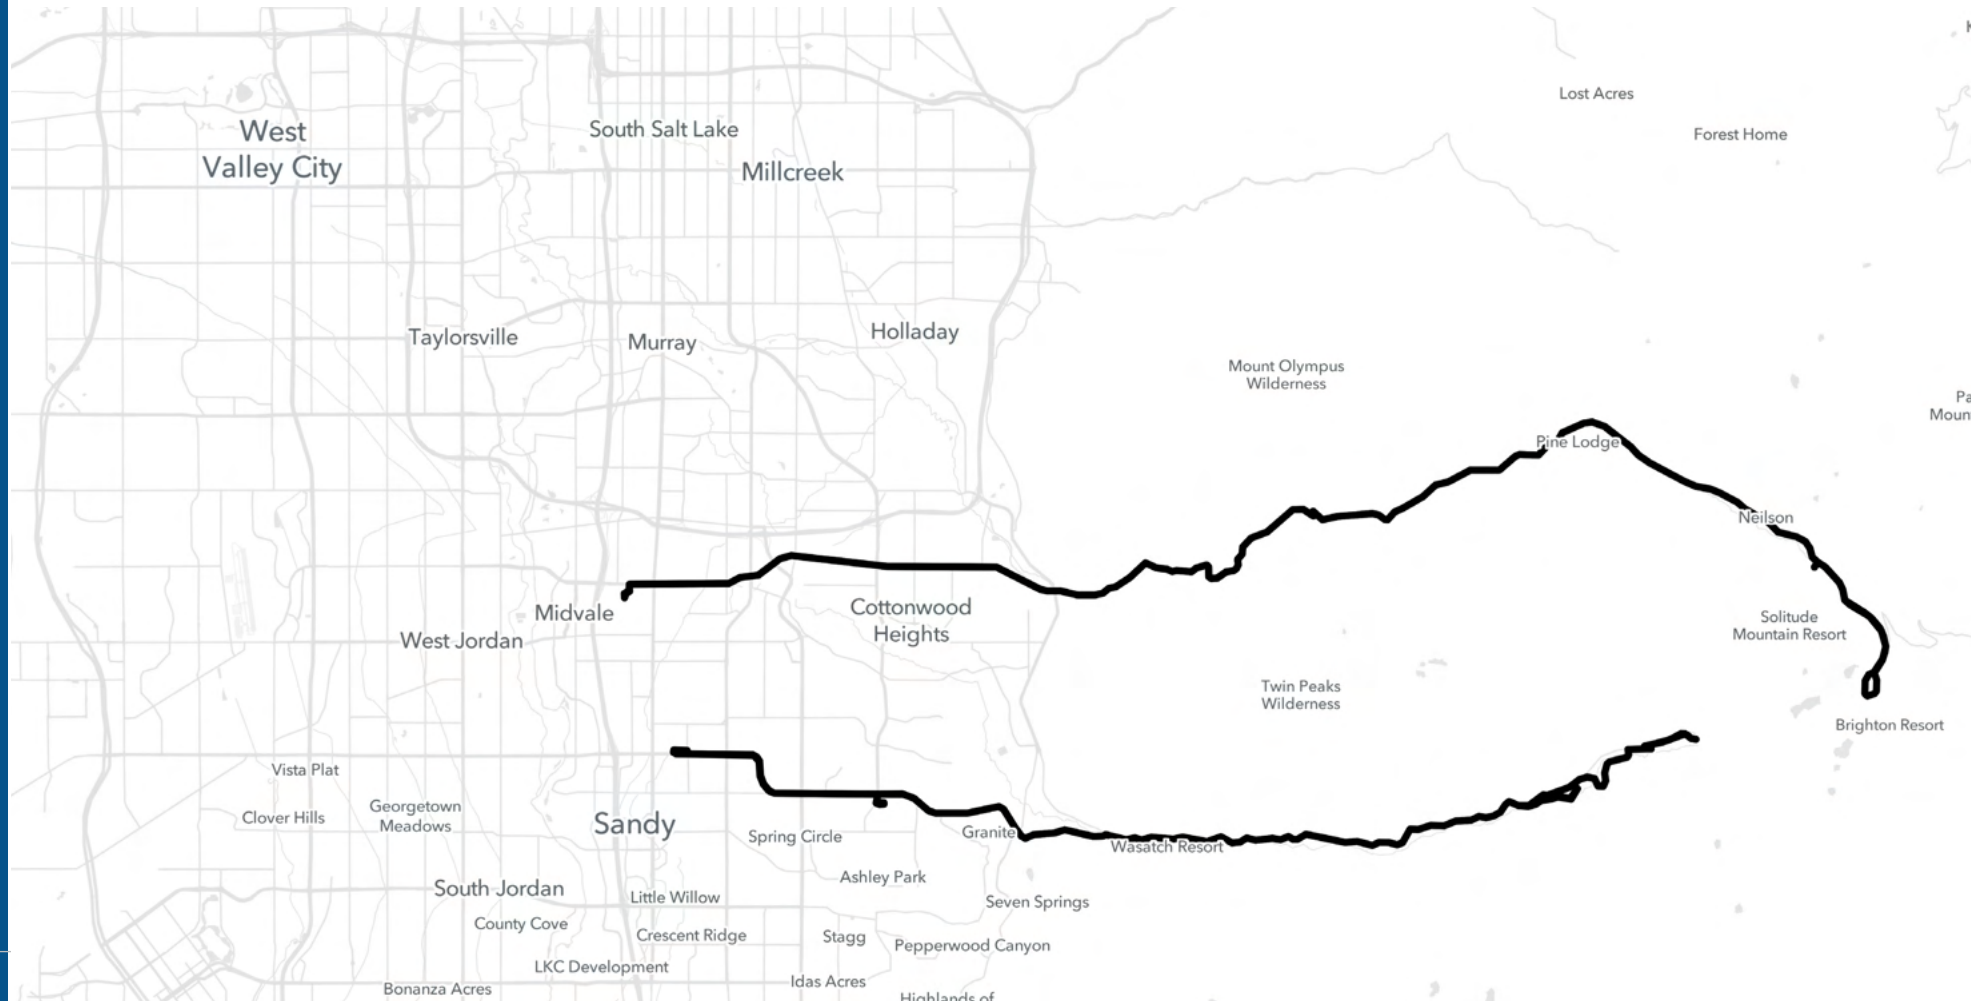 Lost Acres
West
Valley City
South Salt Lake
Forest Home
Millcreek
Taylorsville
Murray
Holladay
Mount Olympus
Wilderness
Pa
Moun
Pine Lodge
Neilson
Midvale
Cottonwood
Heights
West Jordan
Solitude
Mountain Resort
Twin Peaks
Wilderness
Brighton Resort
Vista Plat
Georgetown
Meadows
Clover Hills
Sandy
Spring Circle
Granite
Wasatch Resort
Ashley Park
South Jordan
Little Willow
Seven Springs
County Cove
Crescent Ridge
Stagg
Pepperwood Canyon
LKC Development
Idas Acres
Bonanza Acres
Highlands of